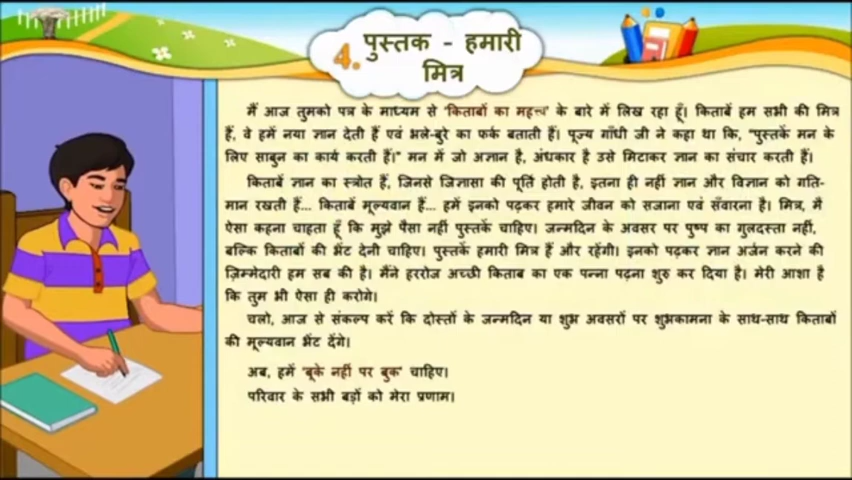 4.
पुस्तक - हमारी
मित्र
मैं आज तुमको पत्र के माध्यम से 'किताबों का महत्त्व' के बारे में लिख रहा हूँ। किताबें हम सभी की मित्र
हैं, वे हमें नया ज्ञान देती हैं एवं भले-बुरे का फर्क बताती हैं। पूज्य गाँधी जी ने कहा था कि, "पुस्तकें मन के
लिए साबुन का कार्य करती हैं।" मन में जो अज्ञान है, अंधकार है उसे मिटाकर ज्ञान का संचार करती हैं।
किताबें ज्ञान का स्त्रोत हैं, जिनसे जिज्ञासा की पूर्ति होती है, इतना ही नहीं ज्ञान और विज्ञान को गति-
मान रखती हैं... किताबें मूल्यवान हैं... हमें इनको पढ़कर हमारे जीवन को सजाना एवं सँवारना है। मित्र, मैं
ऐसा कहना चाहता हूँ कि मुझे पैसा नहीं पुस्तकें चाहिए। जन्मदिन के अवसर पर पुष्प का गुलदस्ता नहीं,
बल्कि किताबों की भेंट देनी चाहिए। पुस्तकें हमारी मित्र हैं और रहेंगी। इनको पढ़कर ज्ञान अर्जन करने की
ज़िम्मेदारी हम सब की है। मैंने हररोज अच्छी किताब का एक पन्ना पढ़ना शुरु कर दिया है। मेरी आशा है
कि तुम भी ऐसा ही करोगे।
चलो, आज से संकल्प करें कि दोस्तों के जन्मदिन या शुभ अवसरों पर शुभकामना के साथ-साथ किताबों
की मूल्यवान भेंट देंगे।
अब, हमें 'बूके नहीं पर बुक' चाहिए।
परिवार के सभी बड़ों को मेरा प्रणाम।